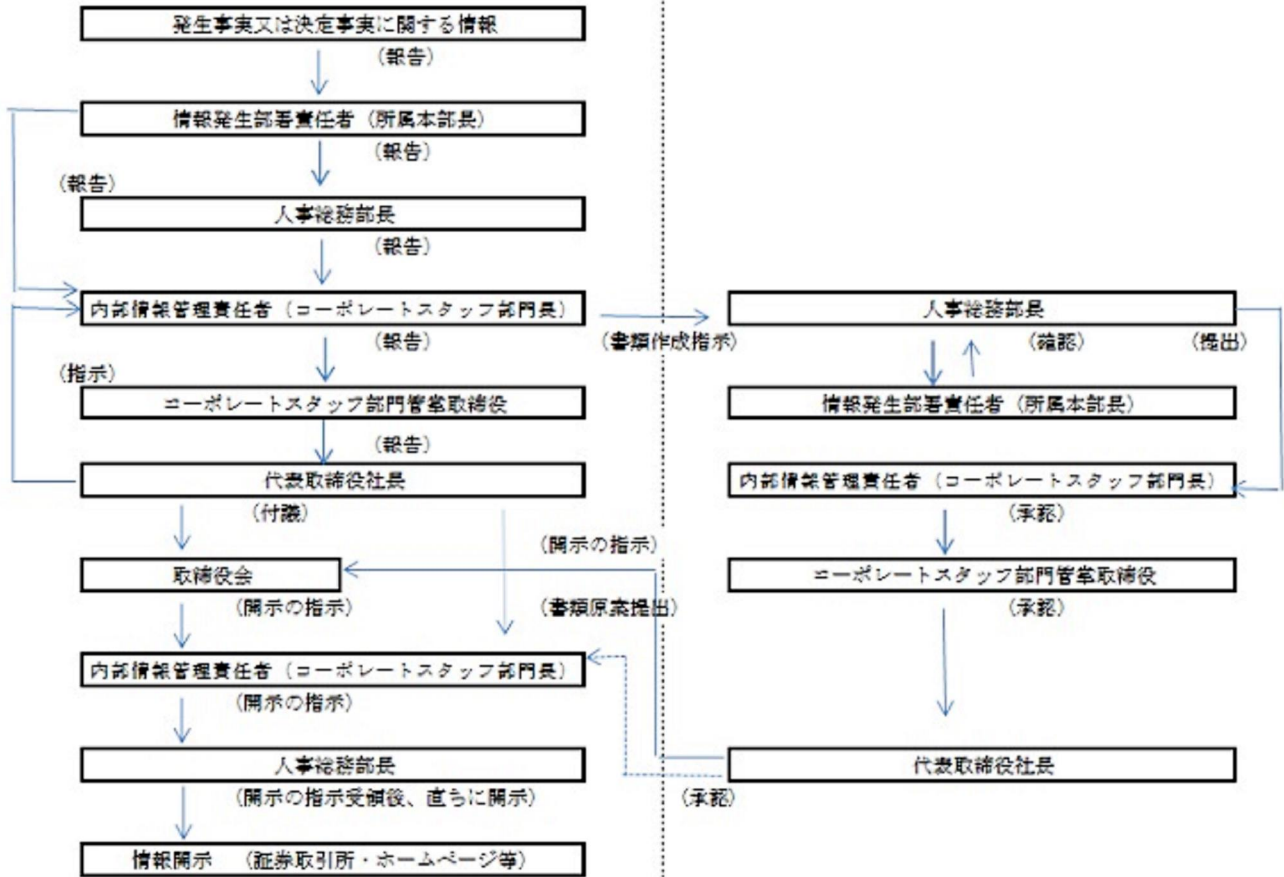 発生事実又は決定事実に関する情報
(報告)
情報発生部署責任者(所属本部長)
(報告)
(報告)
人事総務部長
(報告)
内部情報管理責任者(コーポレートスタッフ部門長)
(報告)
(指示)
コーポレートスタッフ部門管掌取締役
(報告)
代表取締役社長
(付議)
取締役会
(開示の指示)
(開示の指示)
(書類原案提出)
内部情報管理責任者(コーポレートスタッフ部門長)
(開示の指示)
人事総務部長
(開示の指示受領後、直ちに開示)
情報開示 (証券取引所・ホームページ等)
(書類作成指示)
人事総務部長
(確認)
(提出)
情報発生部署責任者(所属本部長)
内部情報管理責任者(コーポレートスタッフ部門長)
(承認)
コーポレートスタッフ部門管掌取締役
(承認)
代表取締役社長
(承認)